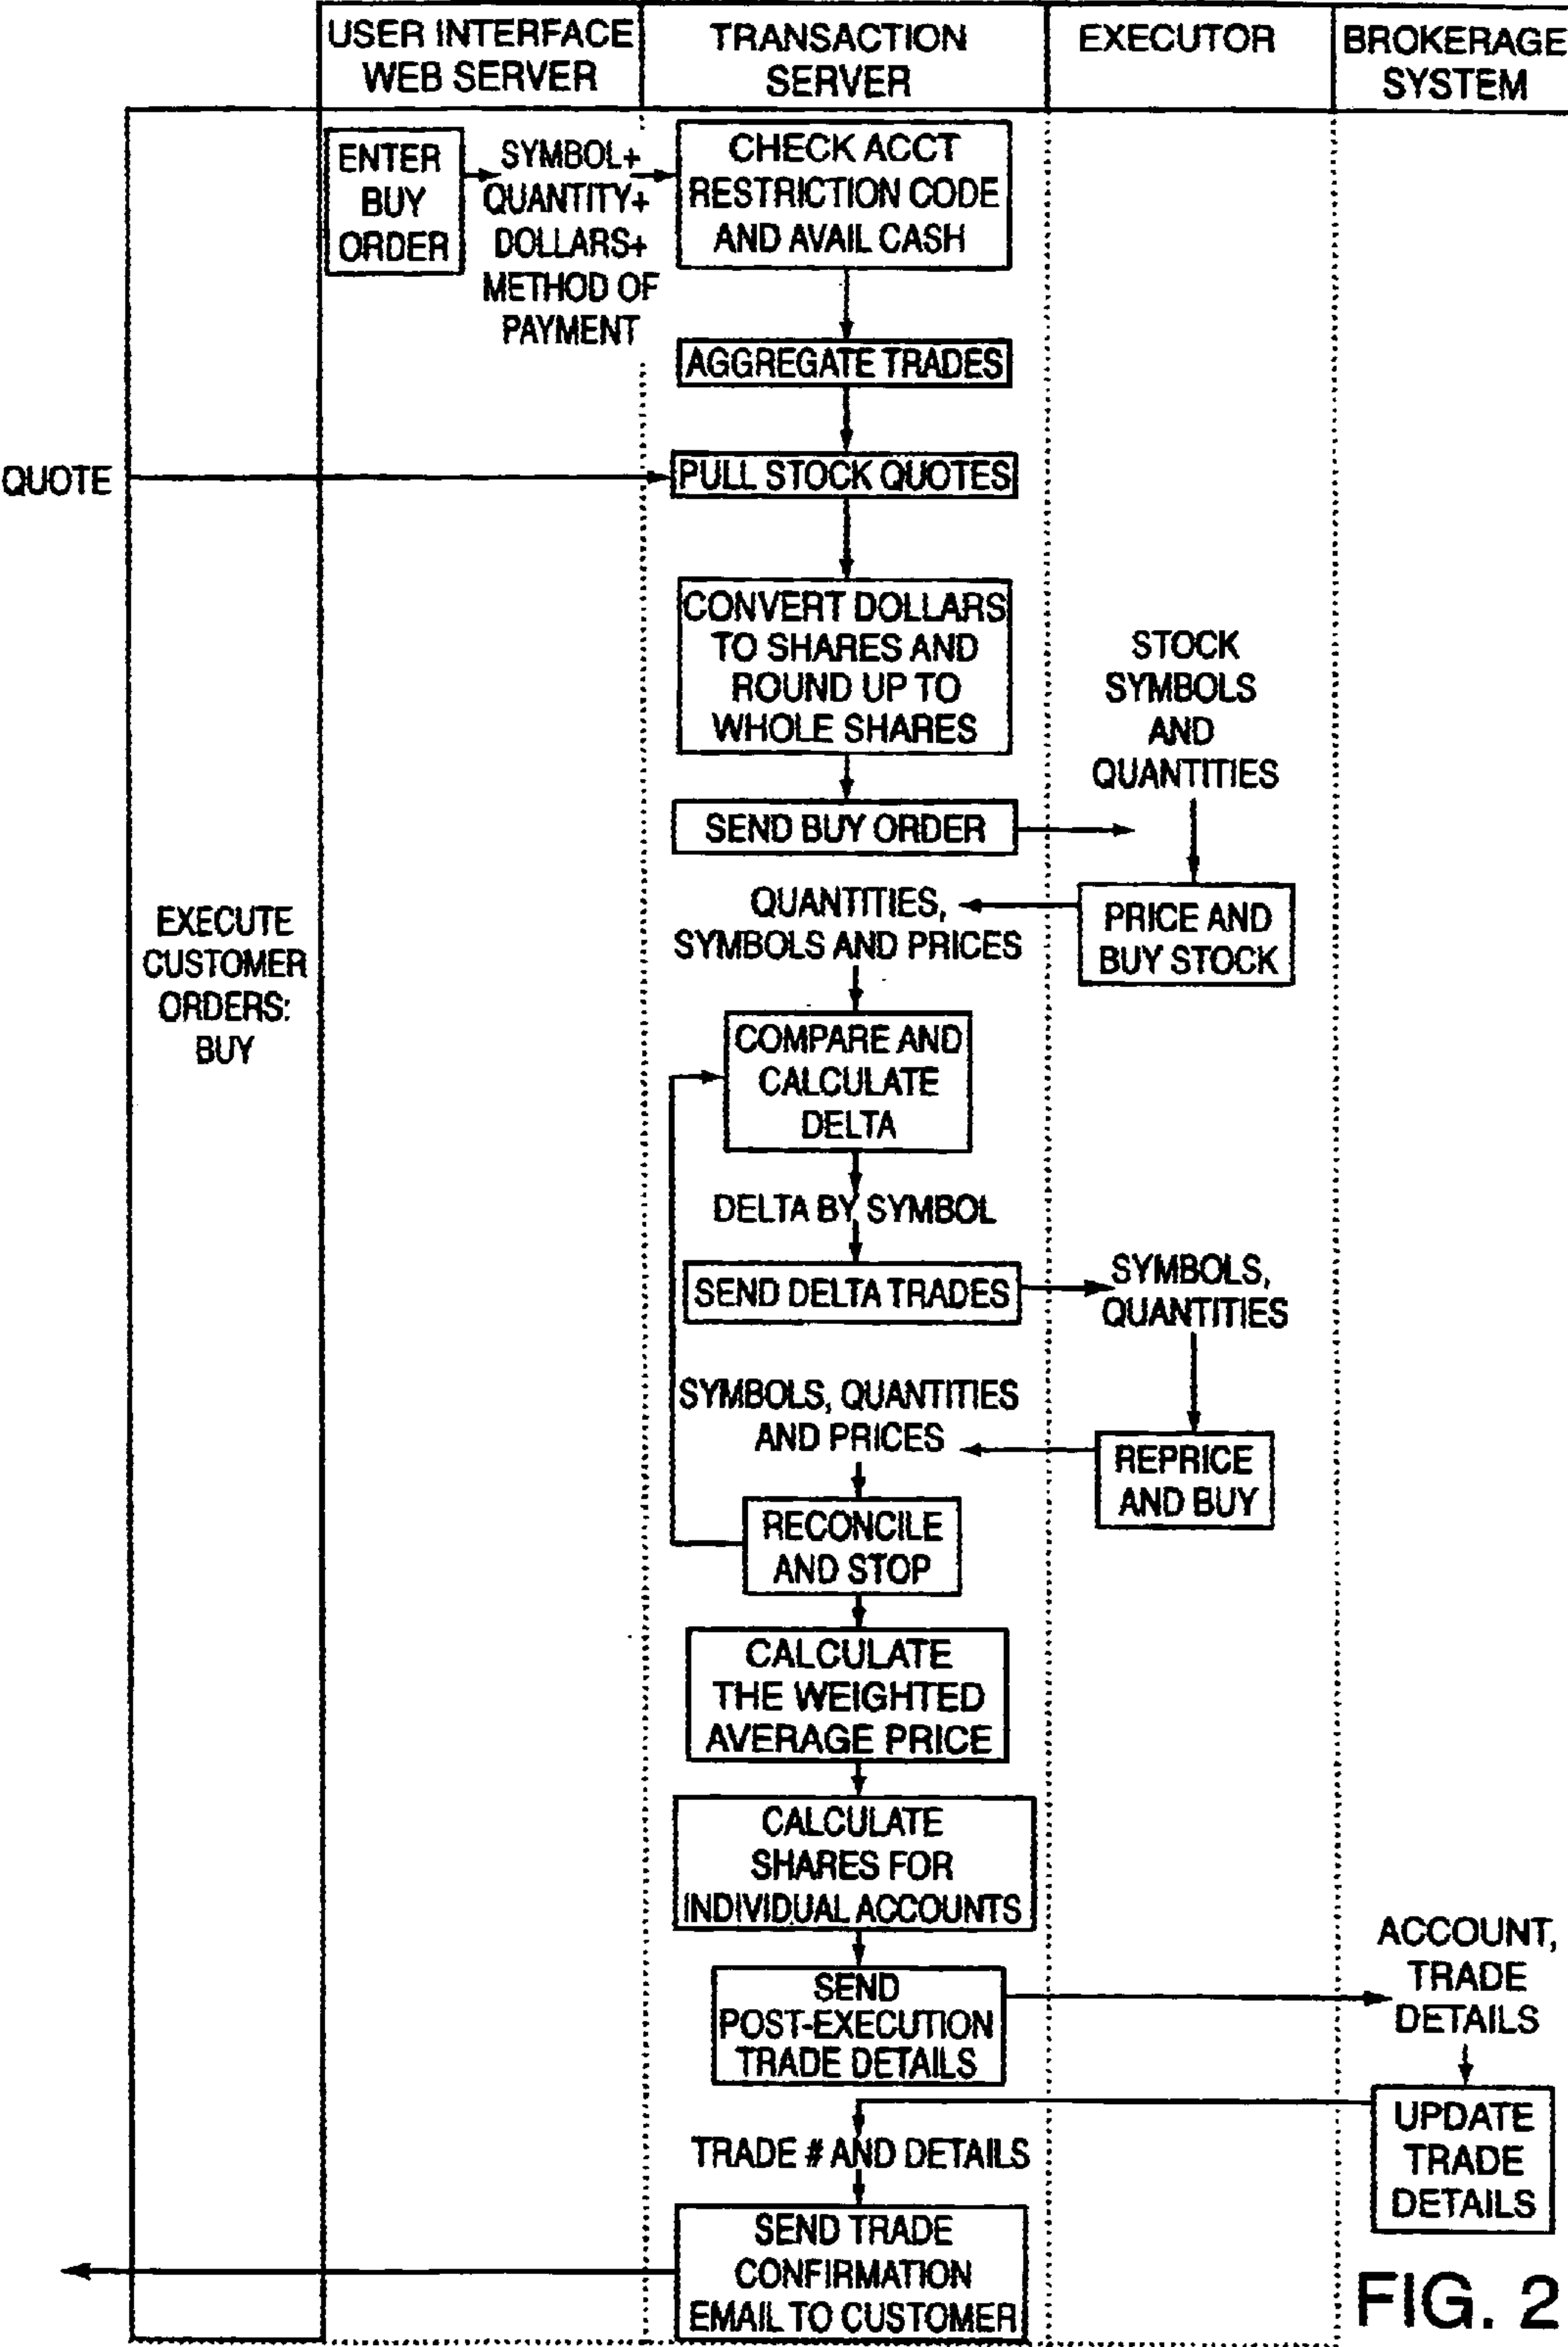 USER INTERFACE
WEB SERVER
TRANSACTION
SERVER
EXECUTOR
BROKERAGE
SYSTEM
ENTER
BUY
ORDER
SYMBOL+
QUANTITY+
DOLLARS+
METHOD OF
PAYMENT
CHECK ACCT
RESTRICTION CODE
AND AVAIL CASH
AGGREGATE TRADES
QUOTE
PULL STOCK QUOTES
CONVERT DOLLARS
TO SHARES AND
ROUND UP TO
WHOLE SHARES
STOCK
SYMBOLS
AND
QUANTITIES
SEND BUY ORDER
EXECUTE
CUSTOMER
ORDERS:
BUY
QUANTITIES,
SYMBOLS AND PRICES
PRICE AND
BUY STOCK
COMPARE AND
CALCULATE
DELTA
DELTA BY SYMBOL
SEND DELTA TRADES
SYMBOLS,
QUANTITIES
SYMBOLS, QUANTITIES
AND PRICES
REPRICE
AND BUY
RECONCILE
AND STOP
CALCULATE
THE WEIGHTED
AVERAGE PRICE
CALCULATE
SHARES FOR
INDIVIDUAL ACCOUNTS
SEND
POST-EXECUTION
TRADE DETAILS
ACCOUNT,
TRADE
DETAILS
UPDATE
TRADE
DETAILS
TRADE # AND DETAILS
SEND TRADE
CONFIRMATION
EMAIL TO CUSTOMER
FIG. 2